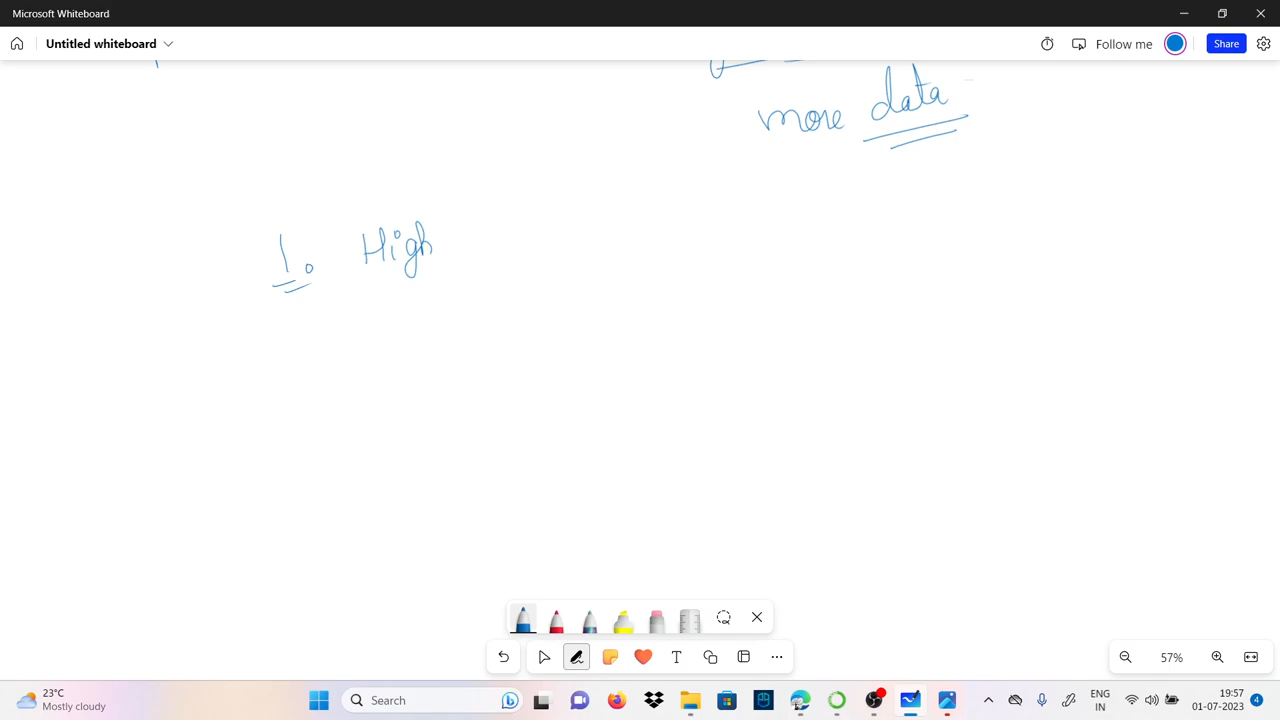 Microsoft Whiteboard
Untitled whiteboard
Follow me
Share
more data
1. High
57%
23°C
Mostly cloudy
Search
ENG
IN
19:57
01-07-2023
4